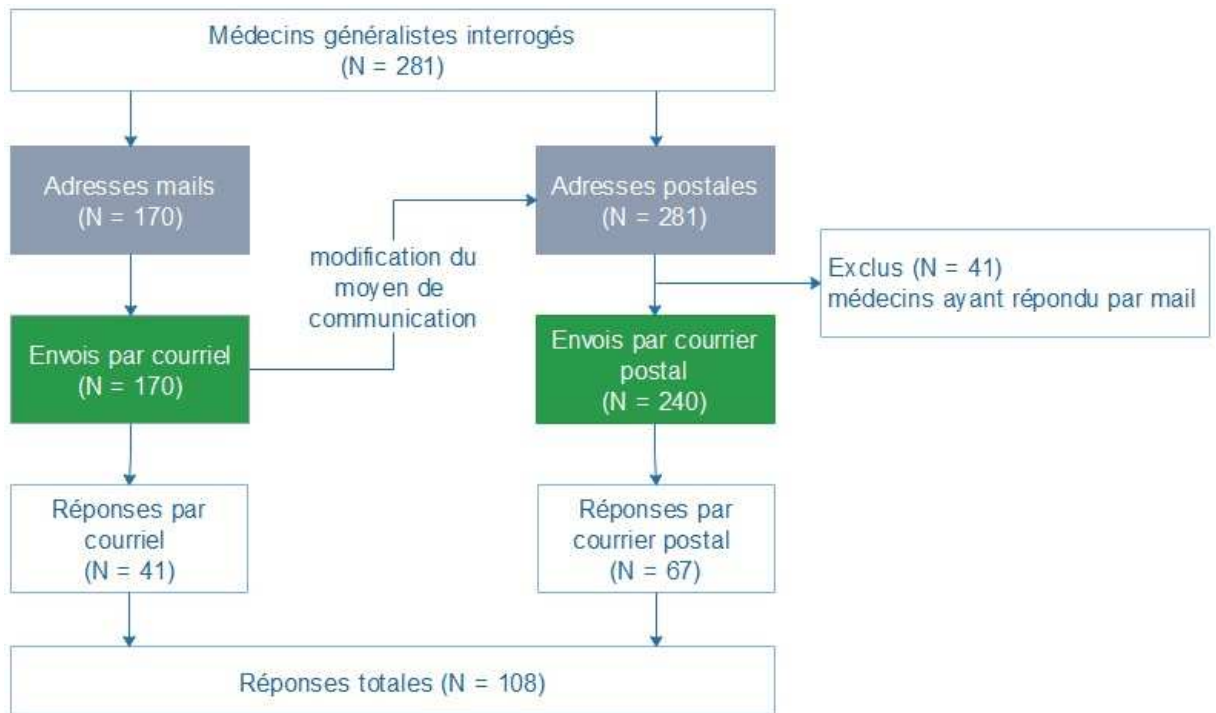 Médecins généralistes interrogés
(N = 281)
Adresses mails
(N = 170)
Adresses postales
(N = 281)
modification du
moyen de
communication
Exclus (N = 41)
médecins ayant répondu par mail
Envois par courriel
(N = 170)
Envois par courrier
postal
(N = 240)
Réponses par
courriel
(N = 41)
Réponses par
courrier postal
(N = 67)
Réponses totales (N = 108)